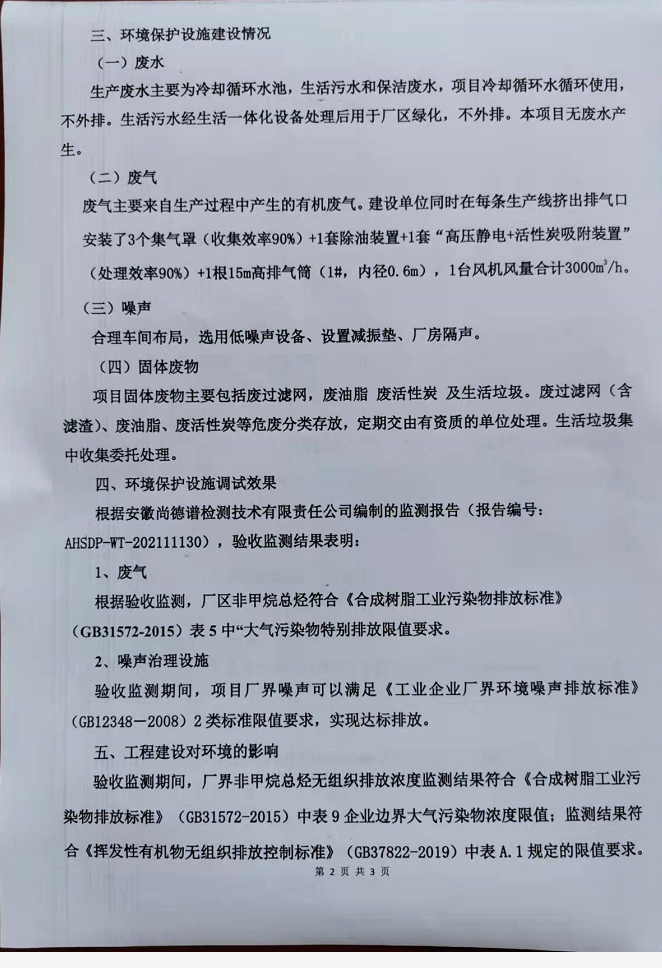 三、环境保护设施建设情况
（一）废水
生产废水主要为冷却循环水池，生活污水和保洁废水，项目冷却循环水循环使用，
不外排。生活污水经生活一体化设备处理后用于厂区绿化，不外排。本项目无废水产
生。
（二）废气
废气主要来自生产过程中产生的有机废气。建设单位同时在每条生产线挤出排气口
安装了3个集气罩（收集效率90%）+1套除油装置+1套“高压静电+活性炭吸附装置”
（处理效率90%）+1根15m高排气筒（1#，内径0.6m），1台风机风量合计3000m³/h。
（三）噪声
合理车间布局，选用低噪声设备、设置减振垫、厂房隔声。
（四）固体废物
项目固体废物主要包括废过滤网，废油脂 废活性炭 及生活垃圾。废过滤网（含
滤渣）、废油脂、废活性炭等危废分类存放，定期交由有资质的单位处理。生活垃圾集
中收集委托处理。
四、环境保护设施调试效果
根据安徽尚德谱检测技术有限责任公司编制的监测报告（报告编号：
AHSDP-WT-202111130），验收监测结果表明：
1、废气
根据验收监测，厂区非甲烷总烃符合《合成树脂工业污染物排放标准》
（GB31572-2015）表 5 中“大气污染物特别排放限值要求。
2、噪声治理设施
验收监测期间，项目厂界噪声可以满足《工业企业厂界环境噪声排放标准》
（GB12348－2008）2 类标准限值要求，实现达标排放。
五、工程建设对环境的影响
验收监测期间，厂界非甲烷总烃无组织排放浓度监测结果符合《合成树脂工业污
染物排放标准》（GB31572-2015）中表 9 企业边界大气污染物浓度限值；监测结果符
合《挥发性有机物无组织排放控制标准》（GB37822-2019）中表 A.1 规定的限值要求。
第 2 页 共 3 页